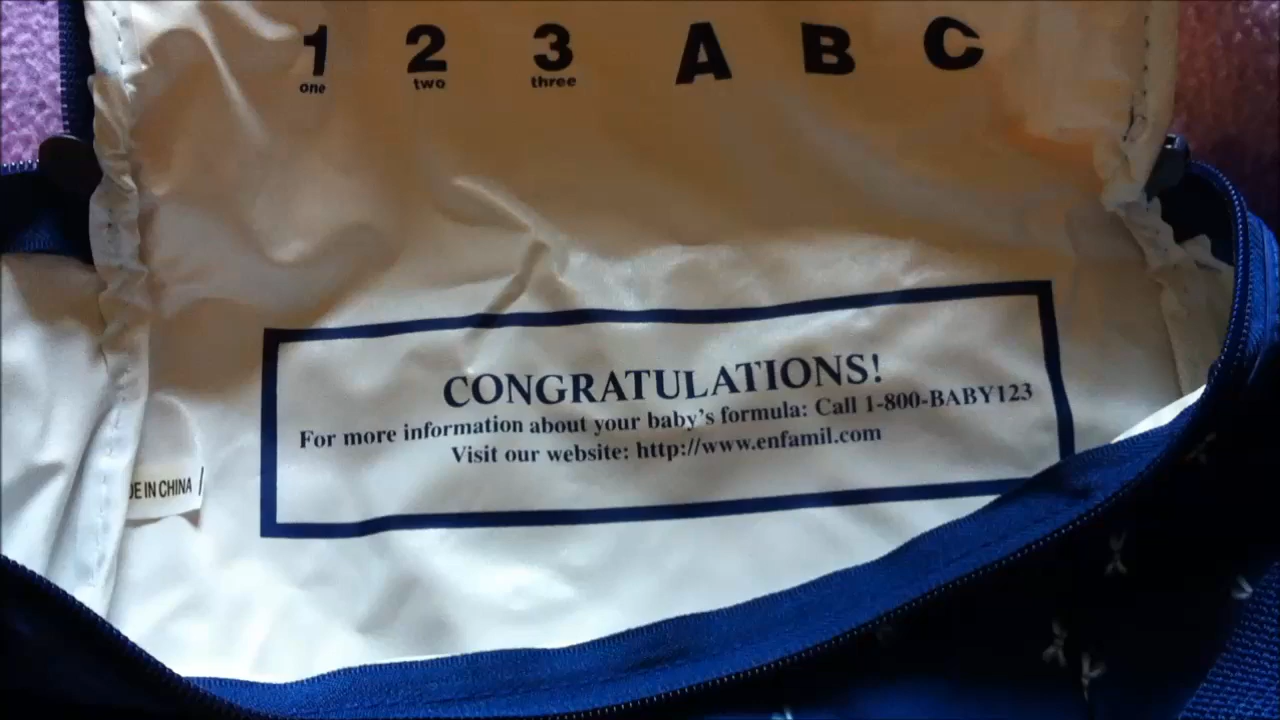 1 2 3 A B C
one two three
CONGRATULATIONS!
For more information about your baby's formula: Call 1-800-BABY123
Visit our website: http://www.enfamil.com
DE IN CHINA